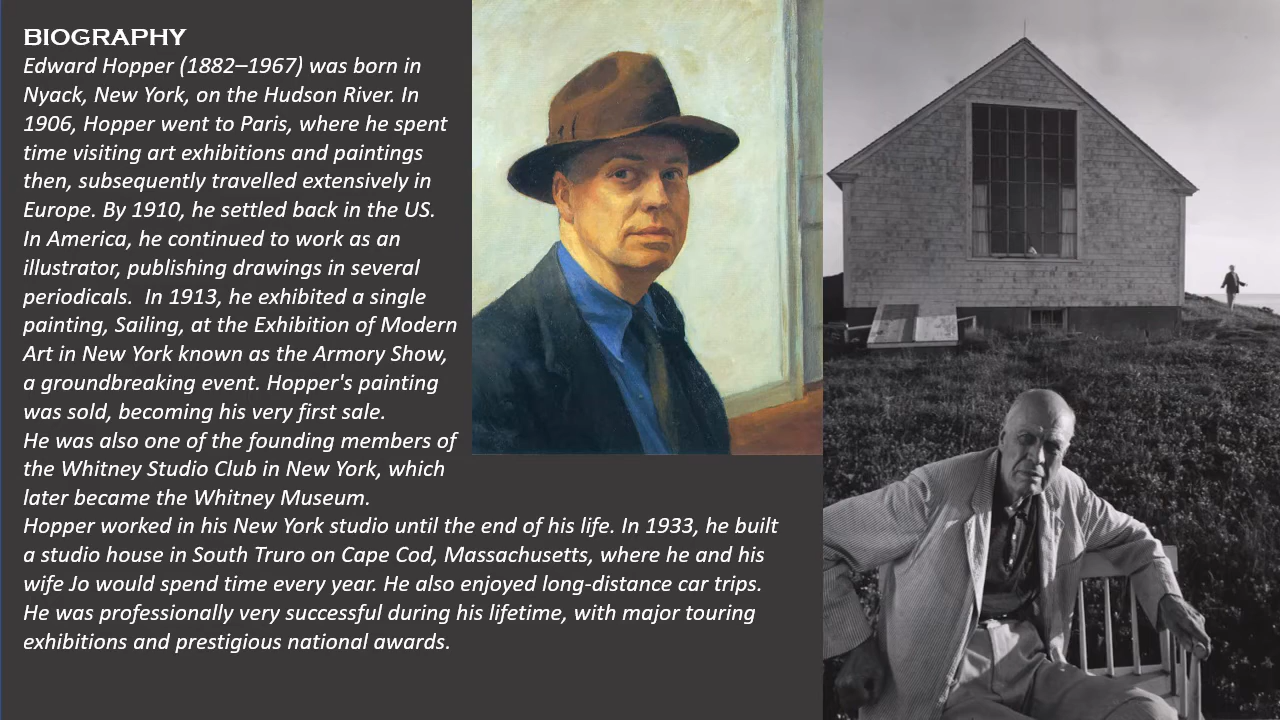 BIOGRAPHY
Edward Hopper (1882–1967) was born in
Nyack, New York, on the Hudson River. In
1906, Hopper went to Paris, where he spent
time visiting art exhibitions and paintings
then, subsequently travelled extensively in
Europe. By 1910, he settled back in the US.
In America, he continued to work as an
illustrator, publishing drawings in several
periodicals.  In 1913, he exhibited a single
painting, Sailing, at the Exhibition of Modern
Art in New York known as the Armory Show,
a groundbreaking event. Hopper's painting
was sold, becoming his very first sale.
He was also one of the founding members of
the Whitney Studio Club in New York, which
later became the Whitney Museum.
Hopper worked in his New York studio until the end of his life. In 1933, he built
a studio house in South Truro on Cape Cod, Massachusetts, where he and his
wife Jo would spend time every year. He also enjoyed long-distance car trips.
He was professionally very successful during his lifetime, with major touring
exhibitions and prestigious national awards.